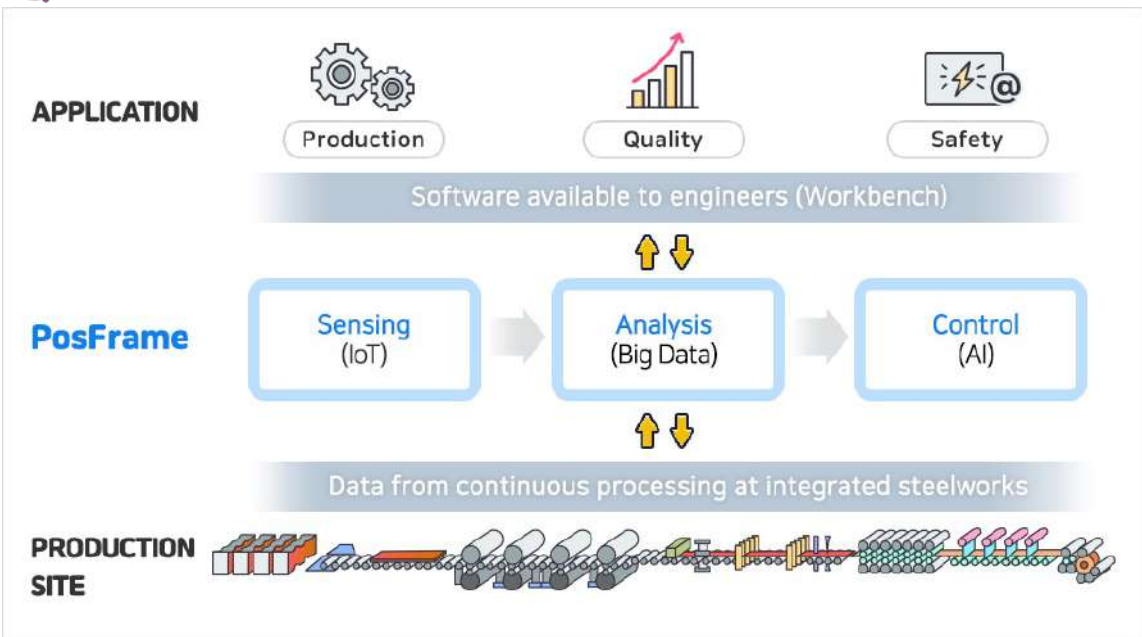 APPLICATION
Production
Quality
@
Safety
Software available to engineers (Workbench)
PosFrame
Sensing
(IoT)
Analysis
(Big Data)
Control
(AI)
Data from continuous processing at integrated steelworks
PRODUCTION
SITE